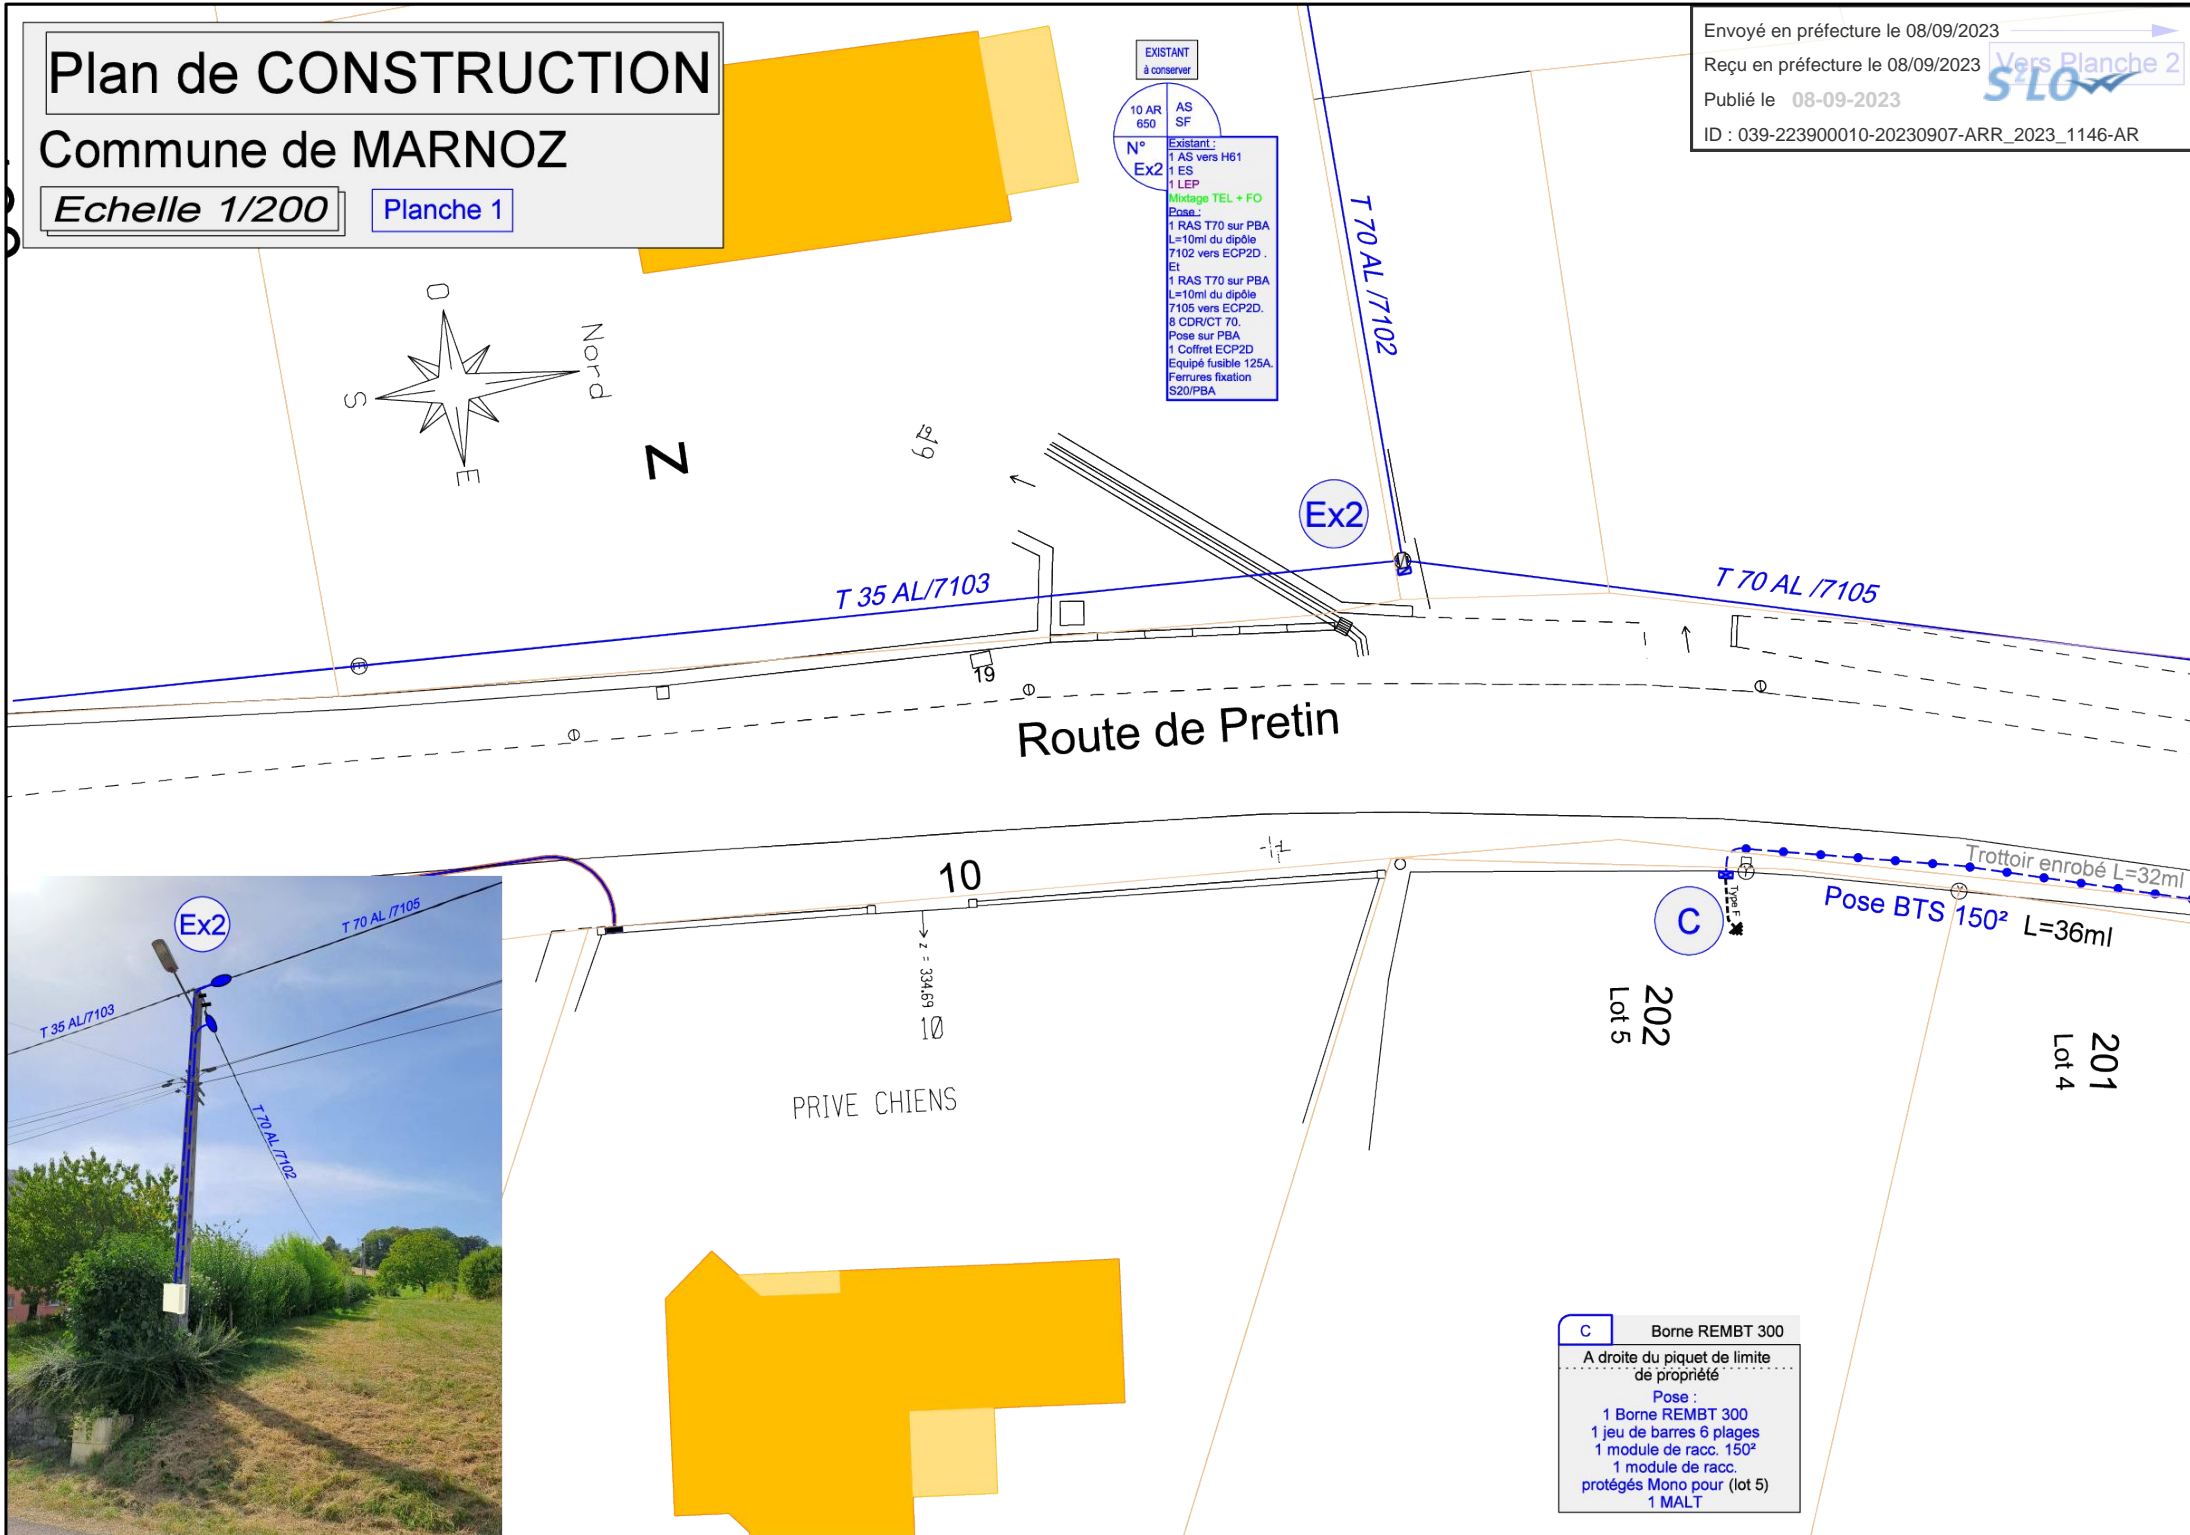 Plan de CONSTRUCTION
Commune de MARNOZ
Echelle 1/200
Planche 1
Envoyé en préfecture le 08/09/2023
Reçu en préfecture le 08/09/2023
Publié le 08-09-2023
ID : 039-223900010-20230907-ARR_2023_1146-AR
Vers Planche 2
S²LOW
EXISTANT
à conserver
10 AR
650
AS
SF
N°
Ex2
Existant :
1 AS vers H61
1 ES
1 LEP
Mixtage TEL + FO
Pose :
1 RAS T70 sur PBA
L=10ml du dipôle
7102 vers ECP2D .
Et
1 RAS T70 sur PBA
L=10ml du dipôle
7105 vers ECP2D.
8 CDR/CT 70.
Pose sur PBA
1 Coffret ECP2D
Equipé fusible 125A.
Ferrures fixation
S20/PBA
T 70 AL /7102
O
Nord
S
E
N
19
Ex2
T 35 AL/7103
T 70 AL /7105
19
Route de Pretin
10
Trottoir enrobé L=32ml
Pose BTS 150² L=36ml
Type F
C
z = 334.69
10
PRIVE CHIENS
202
Lot 5
201
Lot 4
Ex2
T 70 AL /7105
T 35 AL/7103
T 70 AL /7102
C
Borne REMBT 300
A droite du piquet de limite
de propriété
Pose :
1 Borne REMBT 300
1 jeu de barres 6 plages
1 module de racc. 150²
1 module de racc.
protégés Mono pour (lot 5)
1 MALT